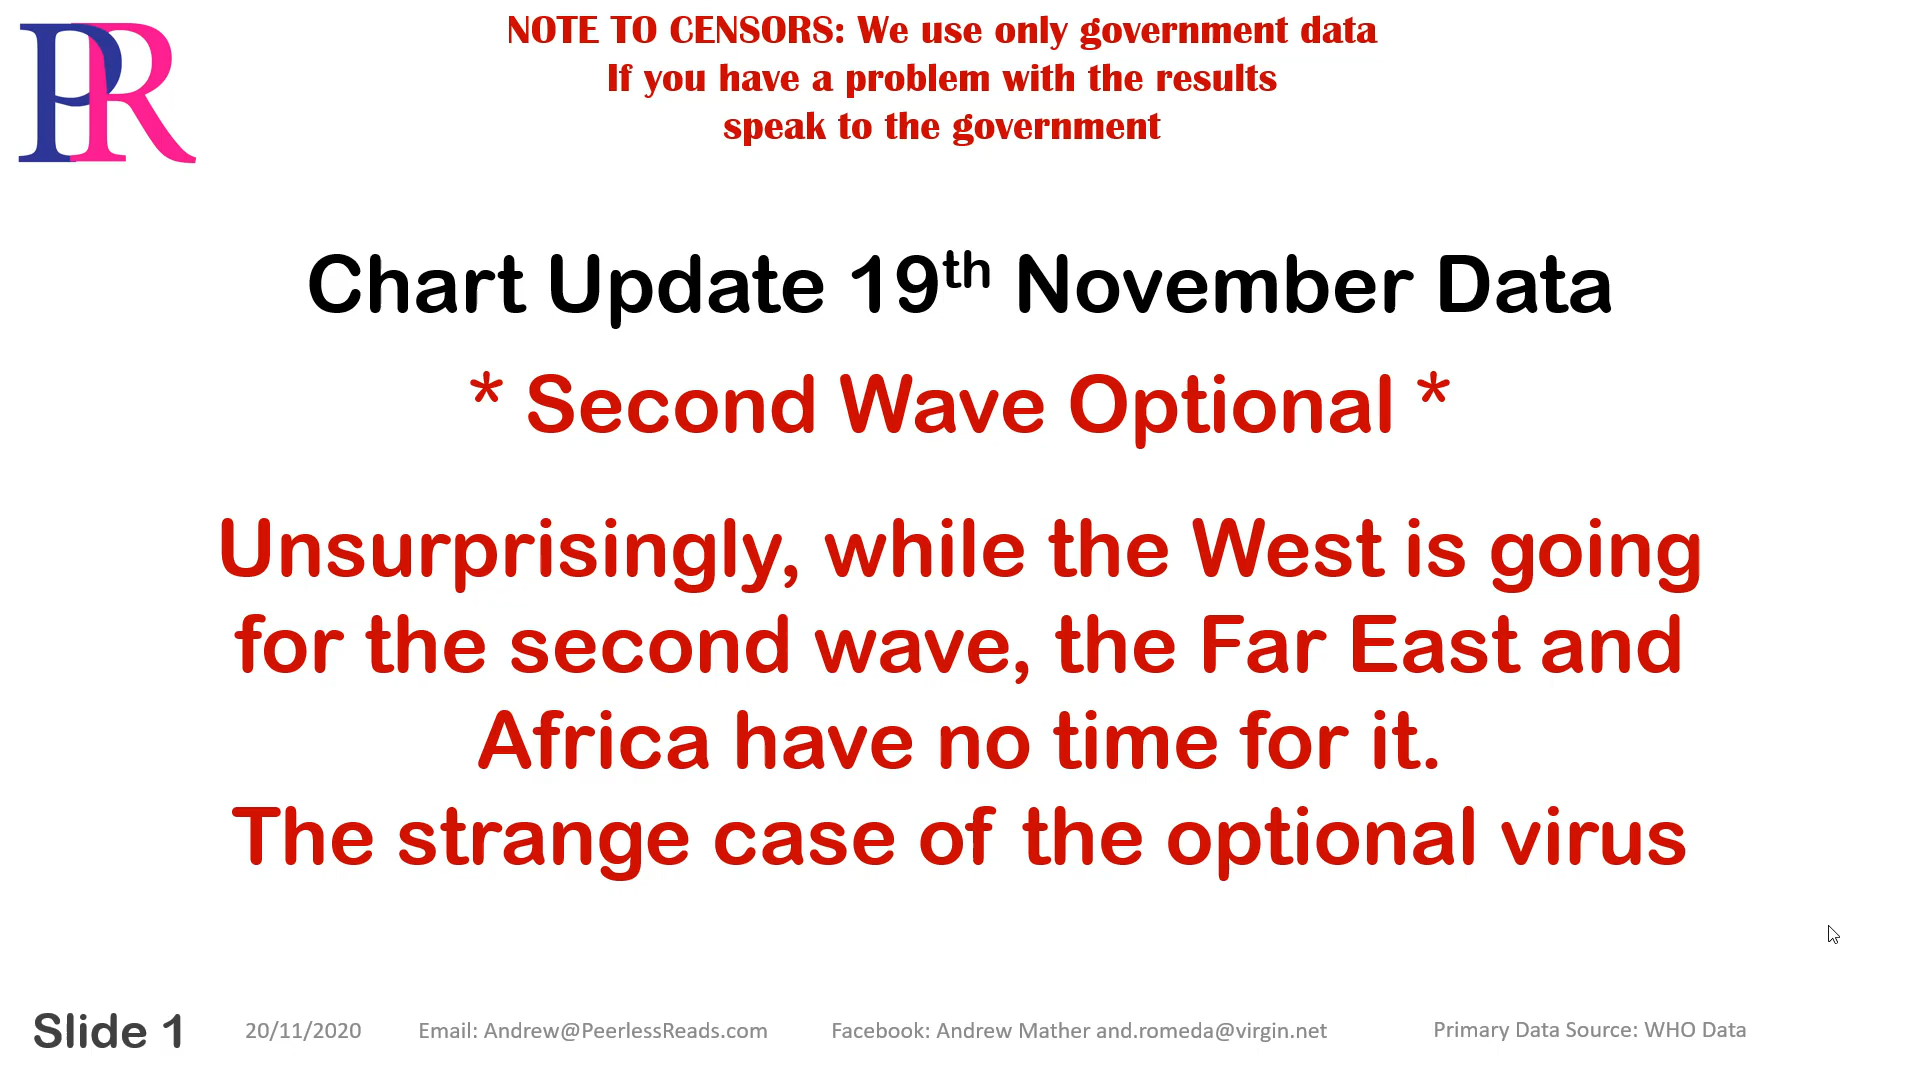 PR
NOTE TO CENSORS: We use only government data
If you have a problem with the results
speak to the government
Chart Update 19th November Data
* Second Wave Optional *
Unsurprisingly, while the West is going
for the second wave, the Far East and
Africa have no time for it.
The strange case of the optional virus
Slide 1 20/11/2020 Email: Andrew@PeerlessReads.com Facebook: Andrew Mather and.romeda@virgin.net Primary Data Source: WHO Data